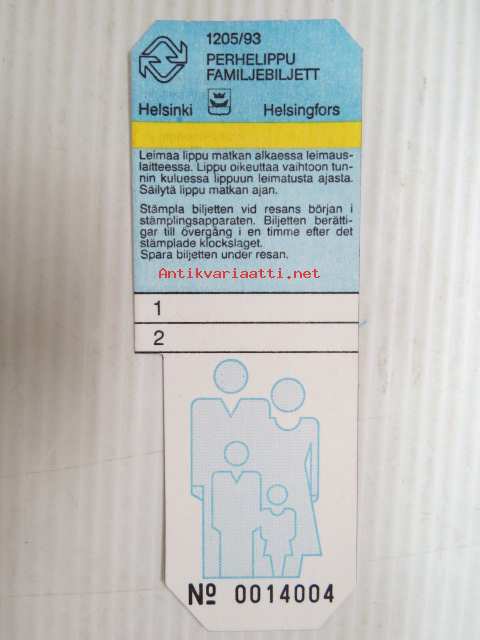 1205/93
PERHELIPPU
FAMILJEBILJETT
Helsinki Helsingfors
Leimaa lippu matkan alkaessa leimaus-
laitteessa. Lippu oikeuttaa vaihtoon tun-
nin kuluessa lippuun leimatusta ajasta.
Säilytä lippu matkan ajan.
Stämpla biljetten vid resans början i
stämplingsapparaten. Biljetten berätti-
gar till övergång i en timme efter det
stämplade klockslaget.
Spara biljetten under resan.
Antikvariaatti.net
1
2
Nº 0014004